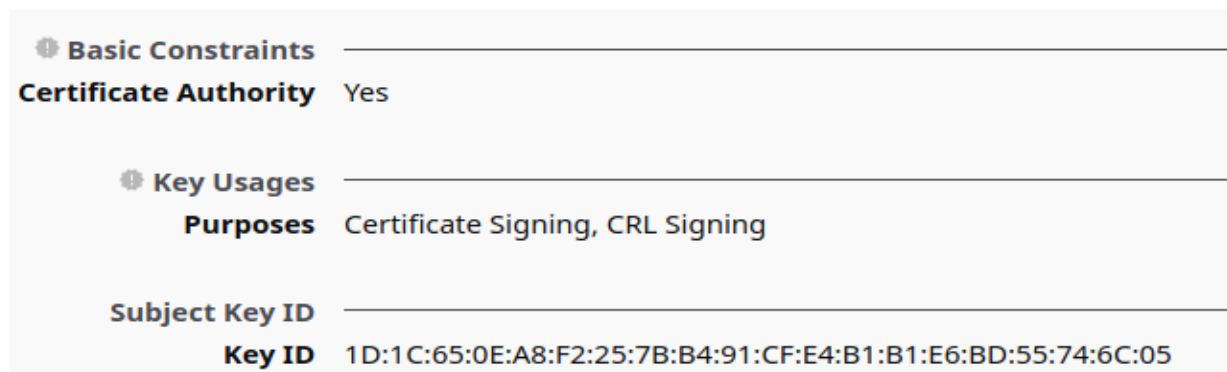 Basic Constraints
Certificate Authority Yes
Key Usages
Purposes Certificate Signing, CRL Signing
Subject Key ID
Key ID 1D:1C:65:0E:A8:F2:25:7B:B4:91:CF:E4:B1:B1:E6:BD:55:74:6C:05